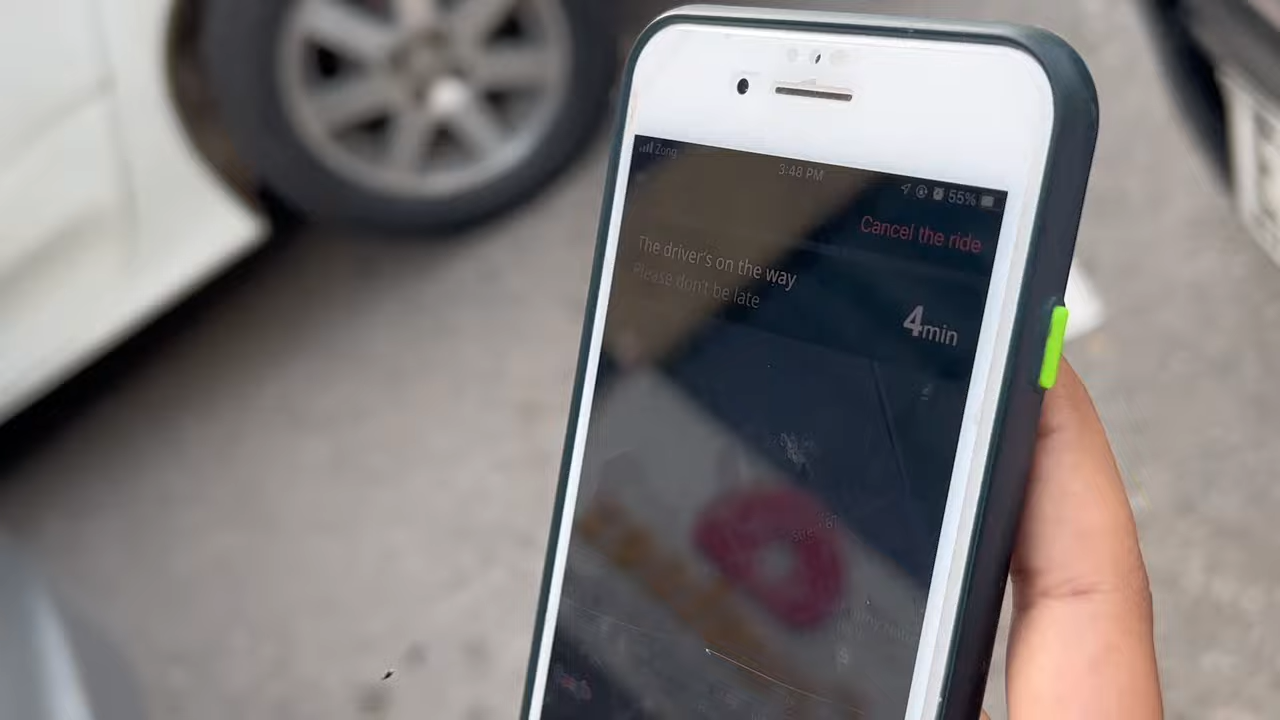 Zong
3:48 PM
55%
Cancel the ride
The driver's on the way
Please don't be late
4min